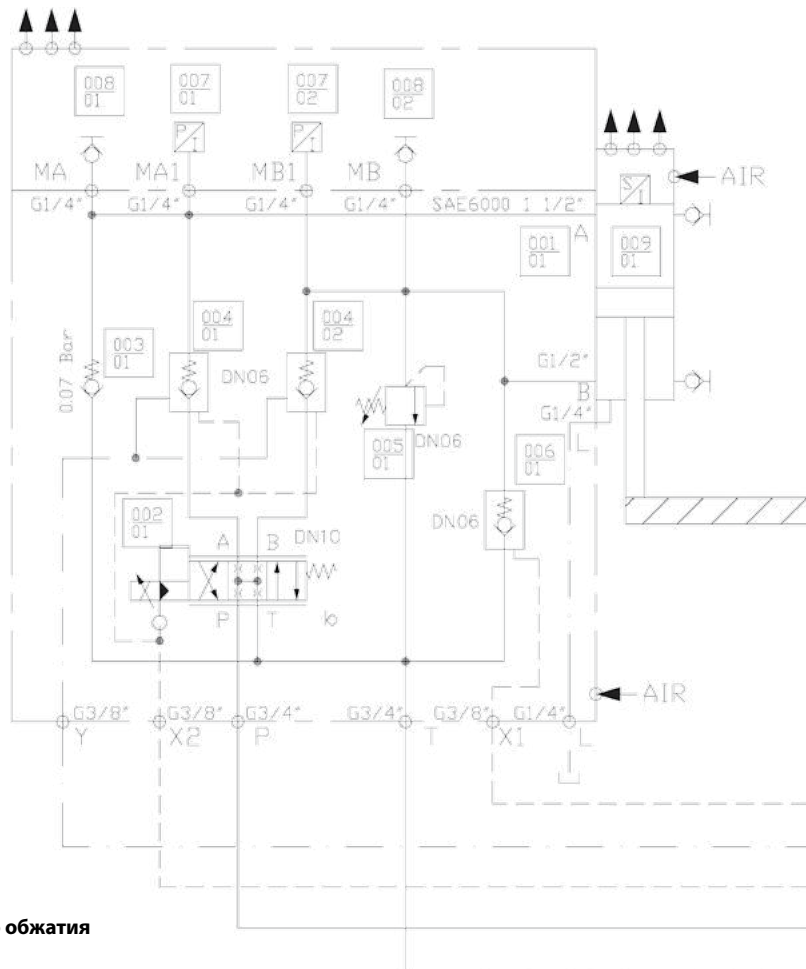 008 007 007 008
01 01 02 02
P P
I I
MA MA1 MB1 MB
AIR
G1/4" G1/4" G1/4" G1/4" SAE6000 1 1/2"
S
I
001
01
A
009
01
0.07 Bar
003
01
004
01
004
02
DN06
G1/2"
B
G1/4"
L
005
01
DN06
006
01
DN06
002
01
A B DN10
P T
AIR
G3/8" G3/8" G3/4" G3/4" G3/8" G1/4"
Y X2 P T X1 L
обжатия